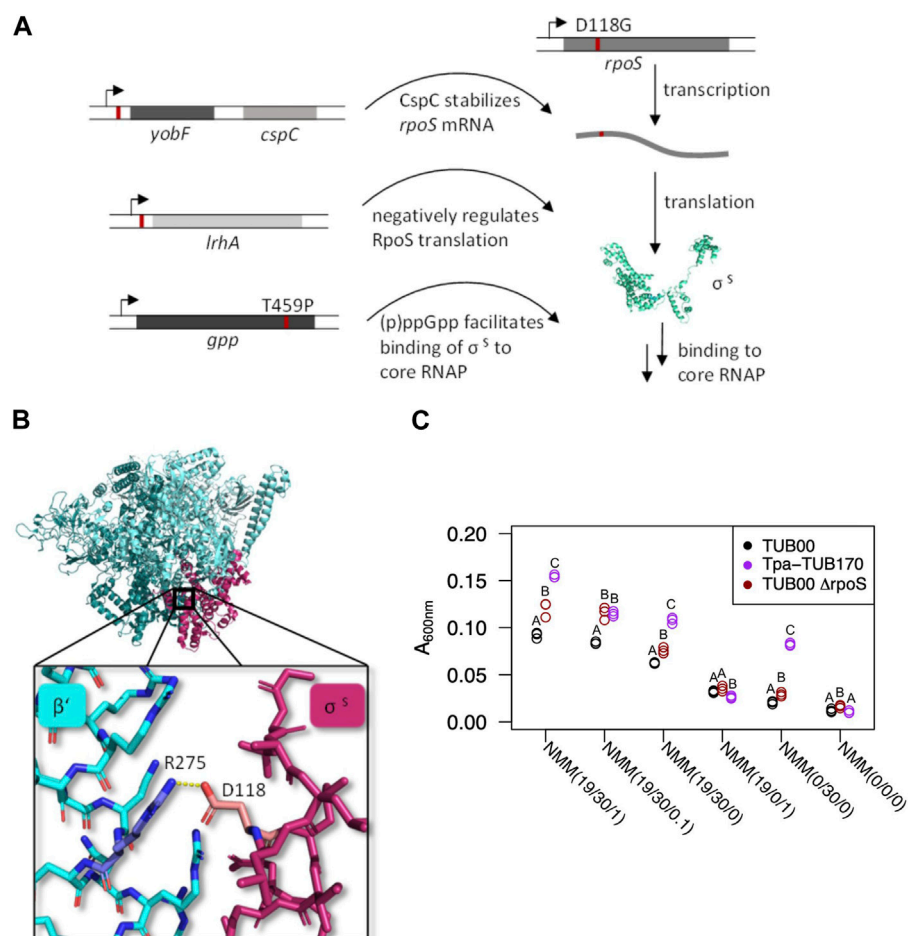 A
D118G
rpoS
transcription
yobF
cspC
CspC stabilizes
rpoS mRNA
lrhA
negatively regulates
RpoS translation
translation
σ S
T459P
gpp
(p)ppGpp facilitates
binding of σ S to
core RNAP
binding to
core RNAP
B
β‘
σ S
R275
D118
C
A600nm
0.20
0.15
0.10
0.05
0.00
TUB00
Tpa−TUB170
TUB00 ΔrpoS
A B C
A B B
A B C
A A B
A B C
A B A
NMM(19/30/1)
NMM(19/30/0.1)
NMM(19/30/0)
NMM(19/0/1)
NMM(0/30/0)
NMM(0/0/0)